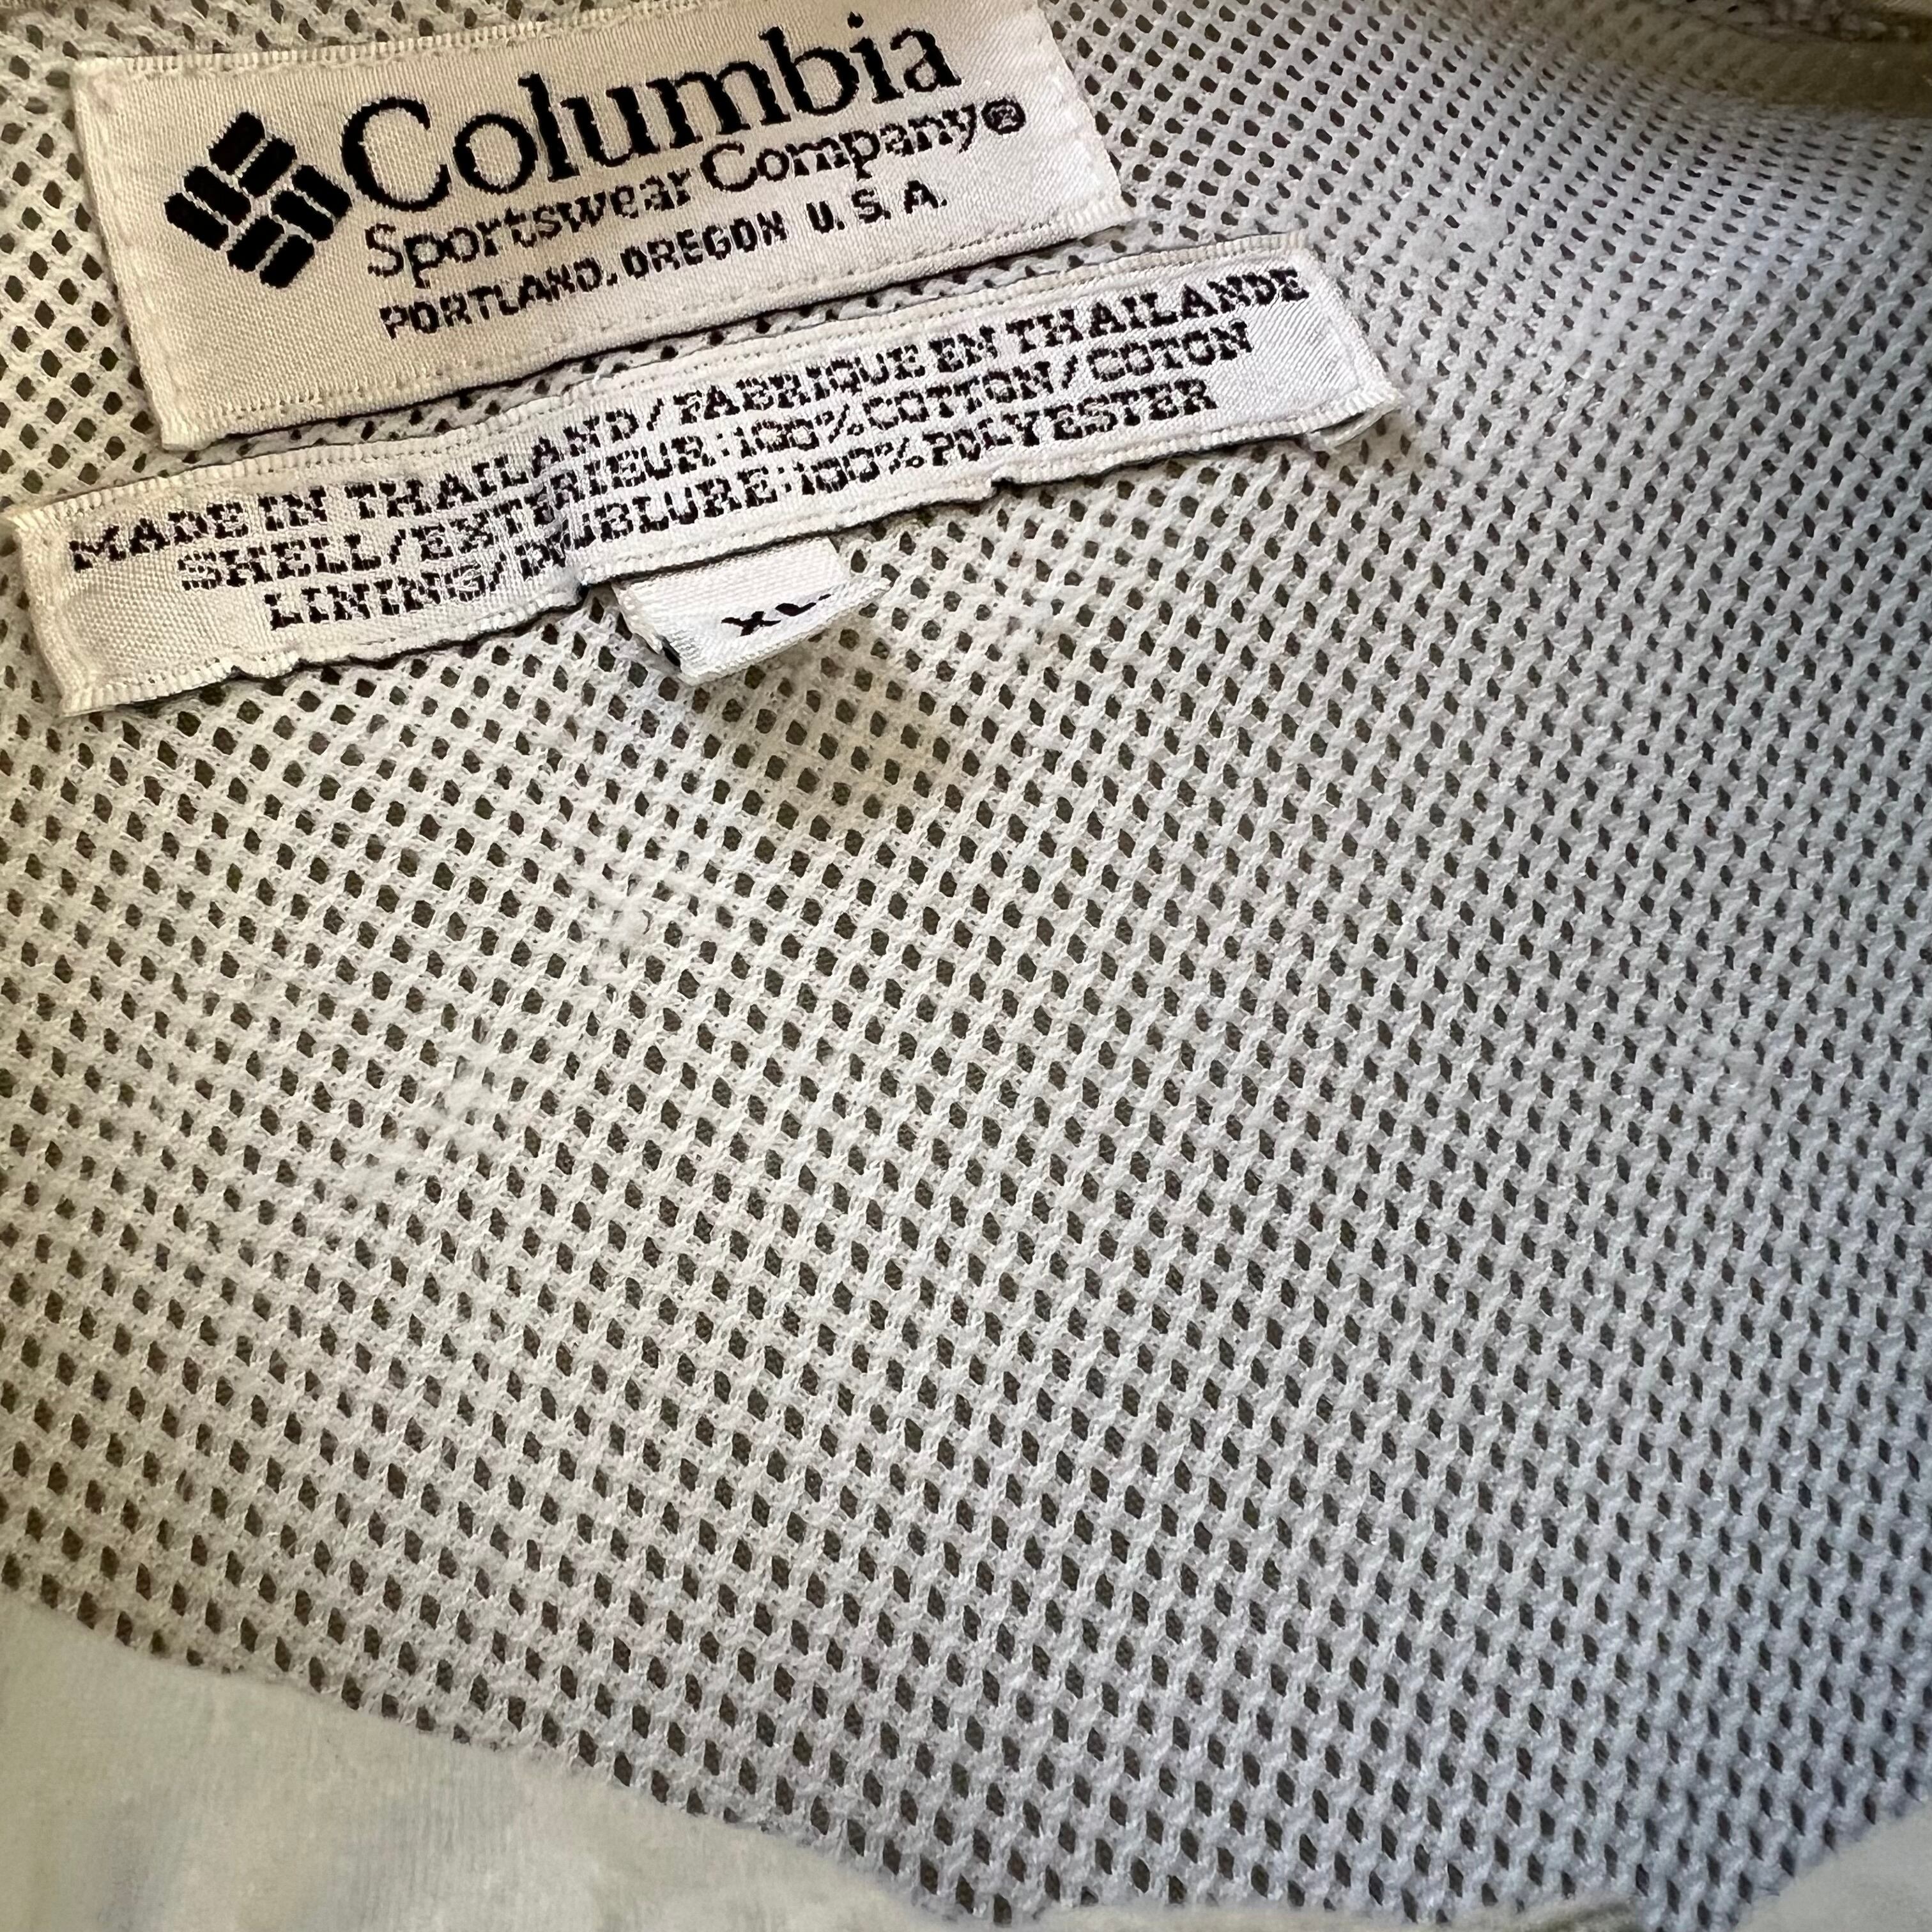 Columbia
Sportswear Company®
PORTLAND, OREGON U.S.A.
MADE IN THAILAND/FABRIQUE EN THAILANDE
SHELL/EXTERIEUR:100%COTTON/COTON
LINING/DOUBLURE:100%POLYESTER
XL